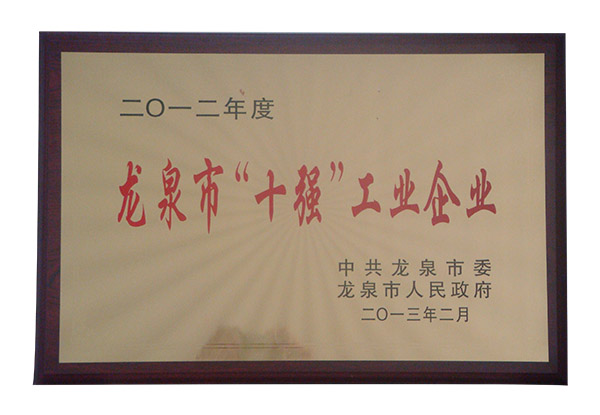 二〇一二年度
龙泉市“十强”工业企业
中共龙泉市委
龙泉市人民政府
二〇一三年二月